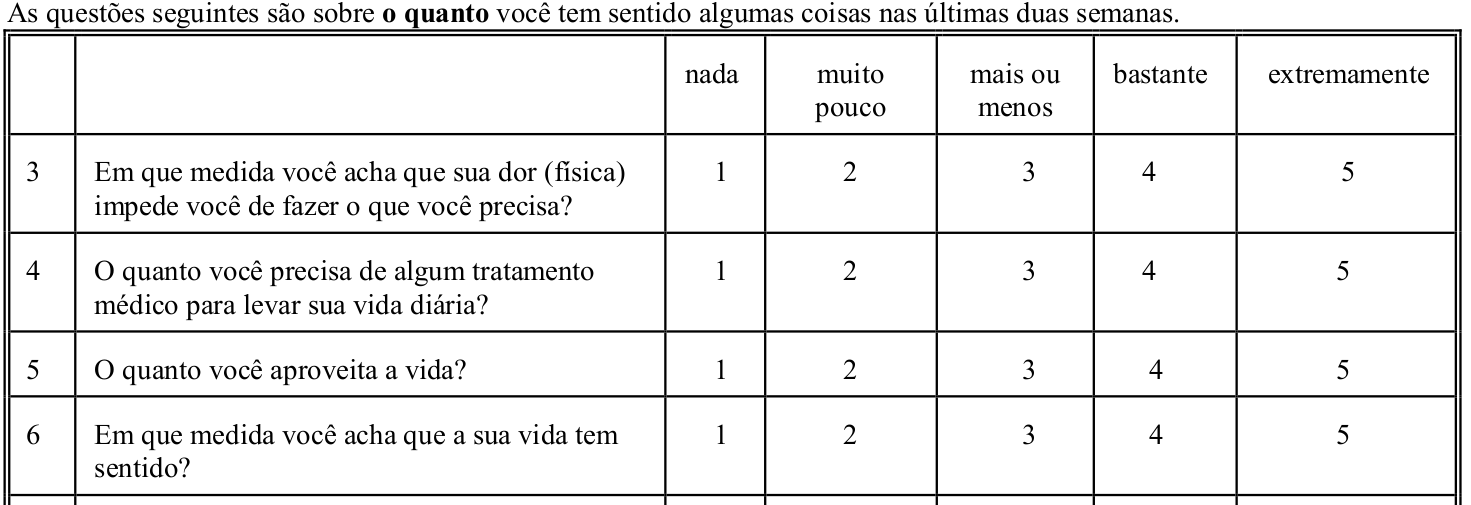 As questões seguintes são sobre o quanto você tem sentido algumas coisas nas últimas duas semanas.
nada muito pouco mais ou menos bastante extremamente
3 Em que medida você acha que sua dor (física) impede você de fazer o que você precisa? 1 2 3 4 5
4 O quanto você precisa de algum tratamento médico para levar sua vida diária? 1 2 3 4 5
5 O quanto você aproveita a vida? 1 2 3 4 5
6 Em que medida você acha que a sua vida tem sentido? 1 2 3 4 5